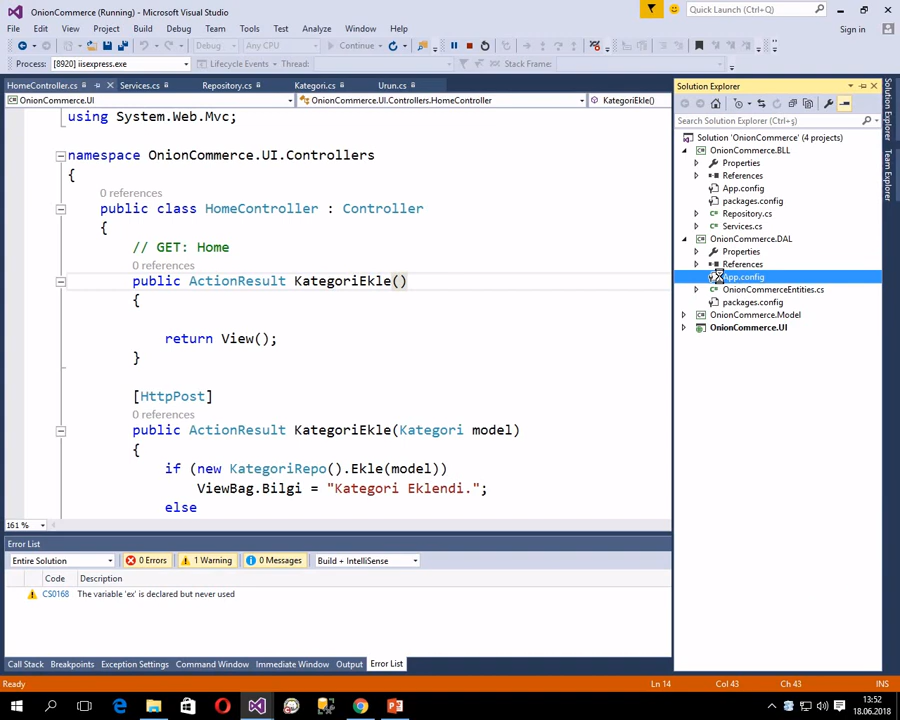 OnionCommerce (Running) - Microsoft Visual Studio
Quick Launch (Ctrl+Q)
File Edit View Project Build Debug Team Tools Test Analyze Window Help
Sign in
Debug Any CPU Continue
Process: [8920] iisexpress.exe Lifecycle Events Thread: Stack Frame:
HomeController.cs Services.cs Repository.cs Kategori.cs Urun.cs
OnionCommerce.UI OnionCommerce.UI.Controllers.HomeController KategoriEkle()
using System.Web.Mvc;
namespace OnionCommerce.UI.Controllers
{
0 references
public class HomeController : Controller
{
// GET: Home
0 references
public ActionResult KategoriEkle()
{
return View();
}
[HttpPost]
0 references
public ActionResult KategoriEkle(Kategori model)
{
if (new KategoriRepo().Ekle(model))
ViewBag.Bilgi = "Kategori Eklendi.";
else
161 %
Error List
Entire Solution 0 Errors 1 Warning 0 Messages Build + IntelliSense
Code Description
CS0168 The variable 'ex' is declared but never used
Call Stack Breakpoints Exception Settings Command Window Immediate Window Output Error List
Solution Explorer
Search Solution Explorer (Ctrl+ş)
Solution 'OnionCommerce' (4 projects)
OnionCommerce.BLL
Properties
References
App.config
packages.config
Repository.cs
Services.cs
OnionCommerce.DAL
Properties
References
App.config
OnionCommerceEntities.cs
packages.config
OnionCommerce.Model
OnionCommerce.UI
Solution Explorer
Team Explorer
Ready Ln 14 Col 43 Ch 43 INS
13:52
18.06.2018